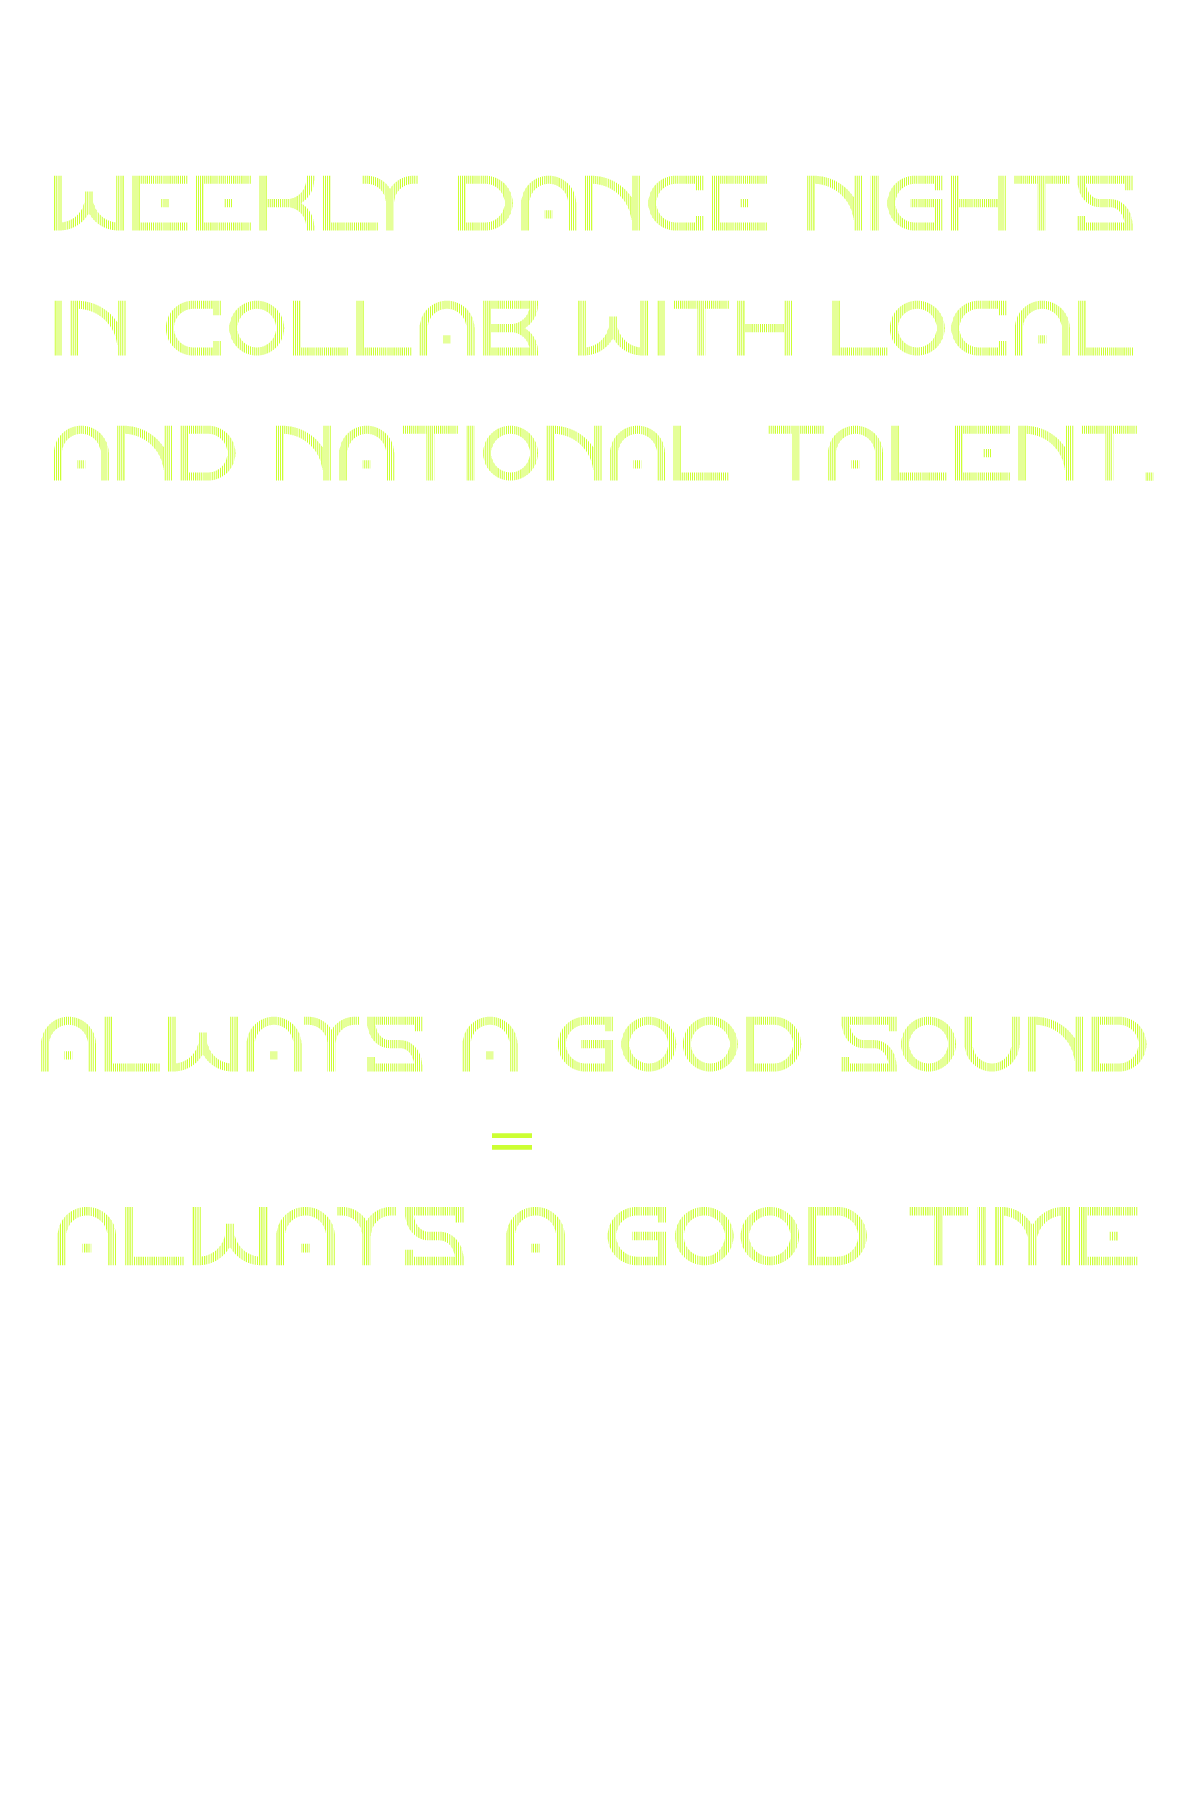 WEEKLY DANCE NIGHTS
IN COLLAB WITH LOCAL
AND NATIONAL TALENT.
ALWAYS A GOOD SOUND
=
ALWAYS A GOOD TIME